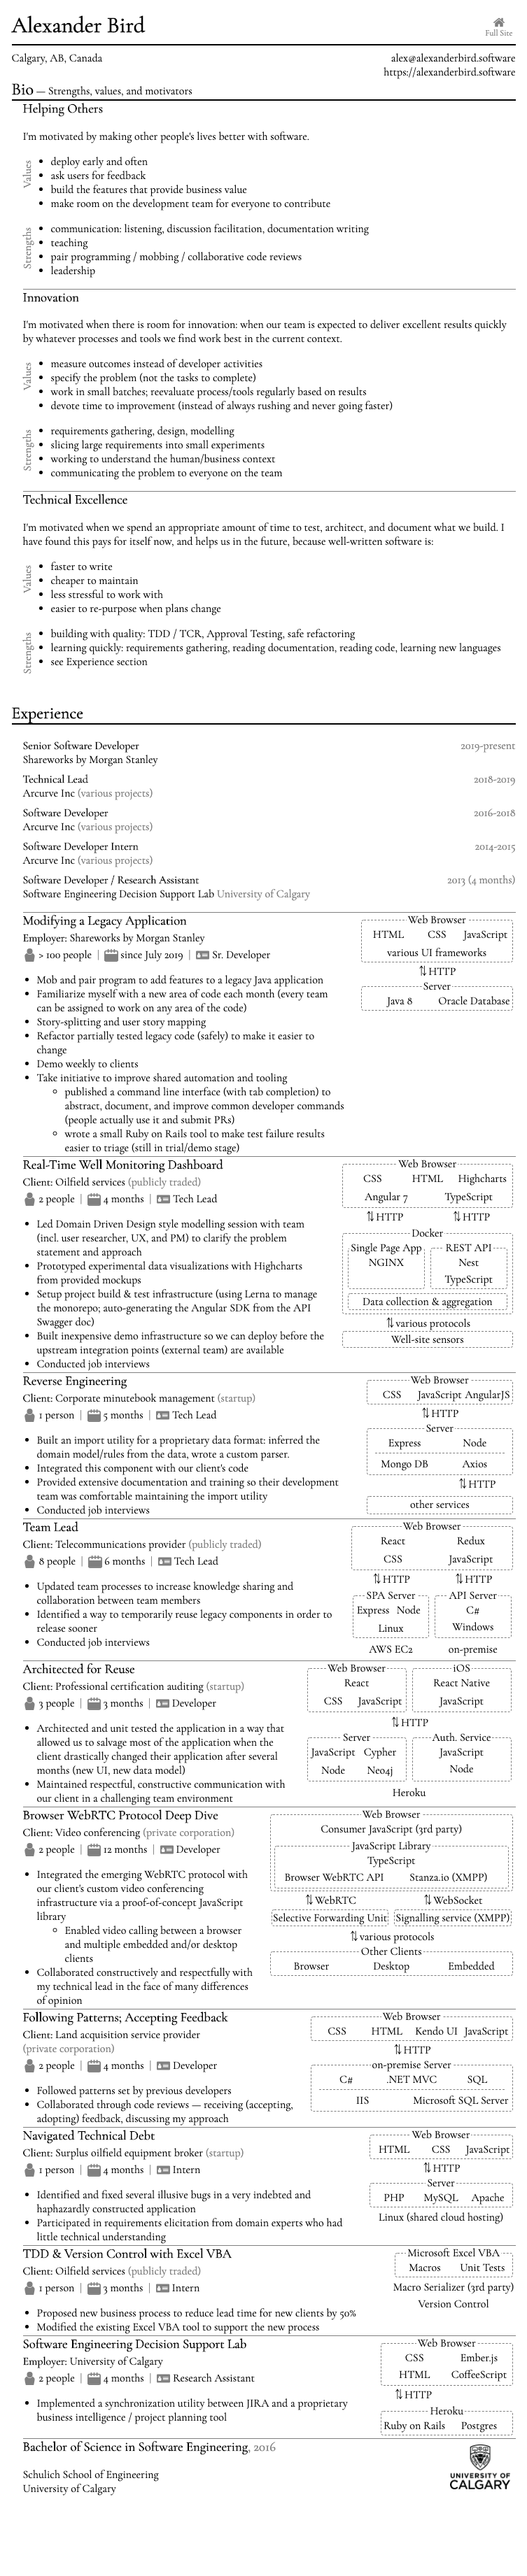 Alexander Bird
Full Site
Calgary, AB, Canada
alex@alexanderbird.software
https://alexanderbird.software
Bio — Strengths, values, and motivators
Helping Others
I'm motivated by making other people's lives better with software.
Values
• deploy early and often
• ask users for feedback
• build the features that provide business value
• make room on the development team for everyone to contribute
Strengths
• communication: listening, discussion facilitation, documentation writing
• teaching
• pair programming / mobbing / collaborative code reviews
• leadership
Innovation
I'm motivated when there is room for innovation: when our team is expected to deliver excellent results quickly
by whatever processes and tools we find work best in the current context.
Values
• measure outcomes instead of developer activities
• specify the problem (not the tasks to complete)
• work in small batches; reevaluate process/tools regularly based on results
• devote time to improvement (instead of always rushing and never going faster)
Strengths
• requirements gathering, design, modelling
• slicing large requirements into small experiments
• working to understand the human/business context
• communicating the problem to everyone on the team
Technical Excellence
I'm motivated when we spend an appropriate amount of time to test, architect, and document what we build. I
have found this pays for itself now, and helps us in the future, because well-written software is:
Values
• faster to write
• cheaper to maintain
• less stressful to work with
• easier to re-purpose when plans change
Strengths
• building with quality: TDD / TCR, Approval Testing, safe refactoring
• learning quickly: requirements gathering, reading documentation, reading code, learning new languages
• see Experience section
Experience
Senior Software Developer 2019-present
Shareworks by Morgan Stanley
Technical Lead 2018-2019
Arcurve Inc (various projects)
Software Developer 2016-2018
Arcurve Inc (various projects)
Software Developer Intern 2014-2015
Arcurve Inc (various projects)
Software Developer / Research Assistant 2013 (4 months)
Software Engineering Decision Support Lab University of Calgary
Modifying a Legacy Application
Employer: Shareworks by Morgan Stanley
> 100 people | since July 2019 | Sr. Developer
• Mob and pair program to add features to a legacy Java application
• Familiarize myself with a new area of code each month (every team
can be assigned to work on any area of the code)
• Story-splitting and user story mapping
• Refactor partially tested legacy code (safely) to make it easier to
change
• Demo weekly to clients
• Take initiative to improve shared automation and tooling
◦ published a command line interface (with tab completion) to
abstract, document, and improve common developer commands
(people actually use it and submit PRs)
◦ wrote a small Ruby on Rails tool to make test failure results
easier to triage (still in trial/demo stage)
Web Browser
HTML CSS JavaScript
various UI frameworks
⇅ HTTP
Server
Java 8 Oracle Database
Real-Time Well Monitoring Dashboard
Client: Oilfield services (publicly traded)
2 people | 4 months | Tech Lead
• Led Domain Driven Design style modelling session with team
(incl. user researcher, UX, and PM) to clarify the problem
statement and approach
• Prototyped experimental data visualizations with Highcharts
from provided mockups
• Setup project build & test infrastructure (using Lerna to manage
the monorepo; auto-generating the Angular SDK from the API
Swagger doc)
• Built inexpensive demo infrastructure so we can deploy before the
upstream integration points (external team) are available
• Conducted job interviews
Web Browser
CSS HTML Highcharts
Angular 7 TypeScript
⇅ HTTP ⇅ HTTP
Docker
Single Page App REST API
NGINX Nest
TypeScript
Data collection & aggregation
⇅ various protocols
Well-site sensors
Reverse Engineering
Client: Corporate minutebook management (startup)
1 person | 5 months | Tech Lead
• Built an import utility for a proprietary data format: inferred the
domain model/rules from the data, wrote a custom parser.
• Integrated this component with our client's code
• Provided extensive documentation and training so their development
team was comfortable maintaining the import utility
• Conducted job interviews
Web Browser
CSS JavaScript AngularJS
⇅ HTTP
Server
Express Node
Mongo DB Axios
⇅ HTTP
other services
Team Lead
Client: Telecommunications provider (publicly traded)
8 people | 6 months | Tech Lead
• Updated team processes to increase knowledge sharing and
collaboration between team members
• Identified a way to temporarily reuse legacy components in order to
release sooner
• Conducted job interviews
Web Browser
React Redux
CSS JavaScript
⇅ HTTP ⇅ HTTP
SPA Server API Server
Express Node C#
Linux Windows
AWS EC2 on-premise
Architected for Reuse
Client: Professional certification auditing (startup)
3 people | 3 months | Developer
• Architected and unit tested the application in a way that
allowed us to salvage most of the application when the
client drastically changed their application after several
months (new UI, new data model)
• Maintained respectful, constructive communication with
our client in a challenging team environment
Web Browser iOS
React React Native
CSS JavaScript JavaScript
⇅ HTTP
Server Auth. Service
JavaScript Cypher JavaScript
Node Neo4j Node
Heroku
Browser WebRTC Protocol Deep Dive
Client: Video conferencing (private corporation)
2 people | 12 months | Developer
• Integrated the emerging WebRTC protocol with
our client's custom video conferencing
infrastructure via a proof-of-concept JavaScript
library
◦ Enabled video calling between a browser
and multiple embedded and/or desktop
clients
• Collaborated constructively and respectfully with
my technical lead in the face of many differences
of opinion
Web Browser
Consumer JavaScript (3rd party)
JavaScript Library
TypeScript
Browser WebRTC API Stanza.io (XMPP)
⇅ WebRTC ⇅ WebSocket
Selective Forwarding Unit Signalling service (XMPP)
⇅ various protocols
Other Clients
Browser Desktop Embedded
Following Patterns; Accepting Feedback
Client: Land acquisition service provider
(private corporation)
2 people | 4 months | Developer
• Followed patterns set by previous developers
• Collaborated through code reviews — receiving (accepting,
adopting) feedback, discussing my approach
Web Browser
CSS HTML Kendo UI JavaScript
⇅ HTTP
on-premise Server
C# .NET MVC SQL
IIS Microsoft SQL Server
Navigated Technical Debt
Client: Surplus oilfield equipment broker (startup)
1 person | 4 months | Intern
• Identified and fixed several illusive bugs in a very indebted and
haphazardly constructed application
• Participated in requirements elicitation from domain experts who had
little technical understanding
Web Browser
HTML CSS JavaScript
⇅ HTTP
Server
PHP MySQL Apache
Linux (shared cloud hosting)
TDD & Version Control with Excel VBA
Client: Oilfield services (publicly traded)
1 person | 3 months | Intern
• Proposed new business process to reduce lead time for new clients by 50%
• Modified the existing Excel VBA tool to support the new process
Microsoft Excel VBA
Macros Unit Tests
Macro Serializer (3rd party)
Version Control
Software Engineering Decision Support Lab
Employer: University of Calgary
2 people | 4 months | Research Assistant
• Implemented a synchronization utility between JIRA and a proprietary
business intelligence / project planning tool
Web Browser
CSS Ember.js
HTML CoffeeScript
⇅ HTTP
Heroku
Ruby on Rails Postgres
Bachelor of Science in Software Engineering, 2016
Schulich School of Engineering
University of Calgary
UNIVERSITY OF
CALGARY